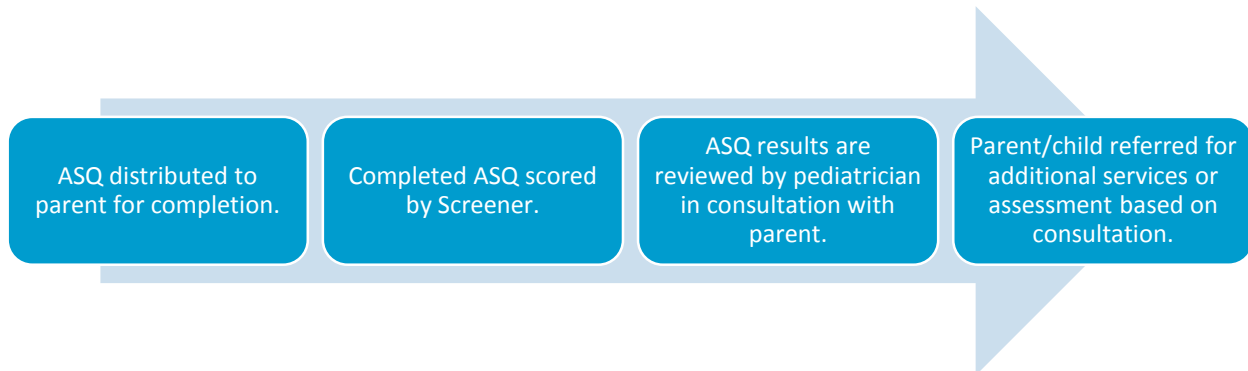 ASQ distributed to
parent for completion.
Completed ASQ scored
by Screener.
ASQ results are
reviewed by pediatrician
in consultation with
parent.
Parent/child referred for
additional services or
assessment based on
consultation.